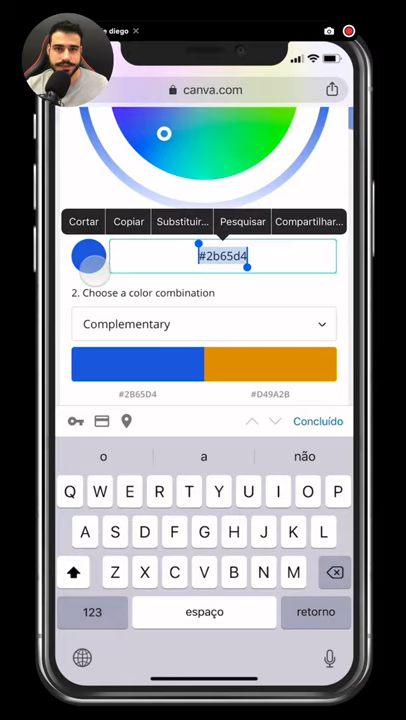 e diego ×
canva.com
Cortar Copiar Substituir... Pesquisar Compartilhar...
#2b65d4
2. Choose a color combination
Complementary
#2B65D4 #D49A2B
Concluído
o a não
Q W E R T Y U I O P
A S D F G H J K L
Z X C V B N M
123 espaço retorno